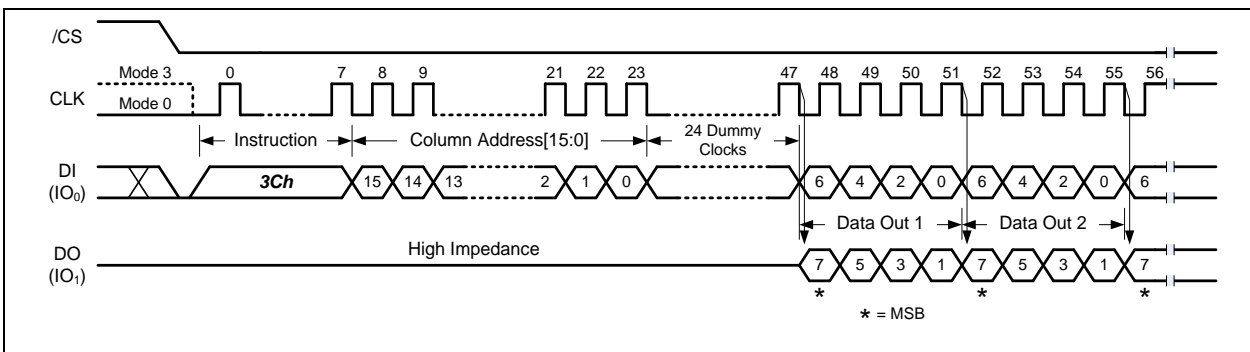 /CS
Mode 3 0 7 8 9 21 22 23 47 48 49 50 51 52 53 54 55 56
CLK
Mode 0
Instruction Column Address[15:0] 24 Dummy Clocks
DI
(IO₀)
3Ch 15 14 13 2 1 0 6 4 2 0 6 4 2 0 6
Data Out 1 Data Out 2
High Impedance
DO
(IO₁)
7 5 3 1 7 5 3 1 7
* * *
* = MSB